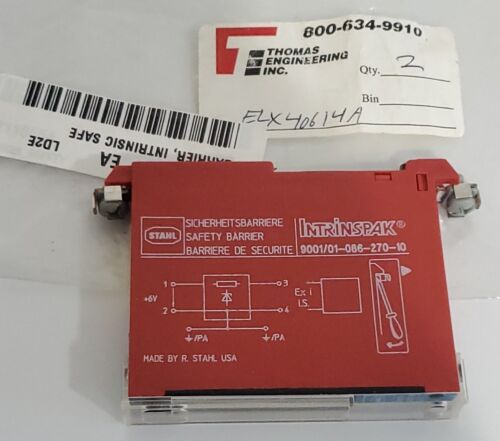 800-634-9910
THOMAS
ENGINEERING
INC.
Qty. 2
Bin
ELX40614A
BARRIER, INTRINSIC SAFE
EA
LD2E
STAHL
SICHERHEITSBARRIERE
SAFETY BARRIER
BARRIERE DE SECURITE
INTRINSPAK®
9001/01-086-270-10
1
3
+6V
2
4
⏚/PA
⏚/PA
Ex i
I.S.
MADE BY R. STAHL USA